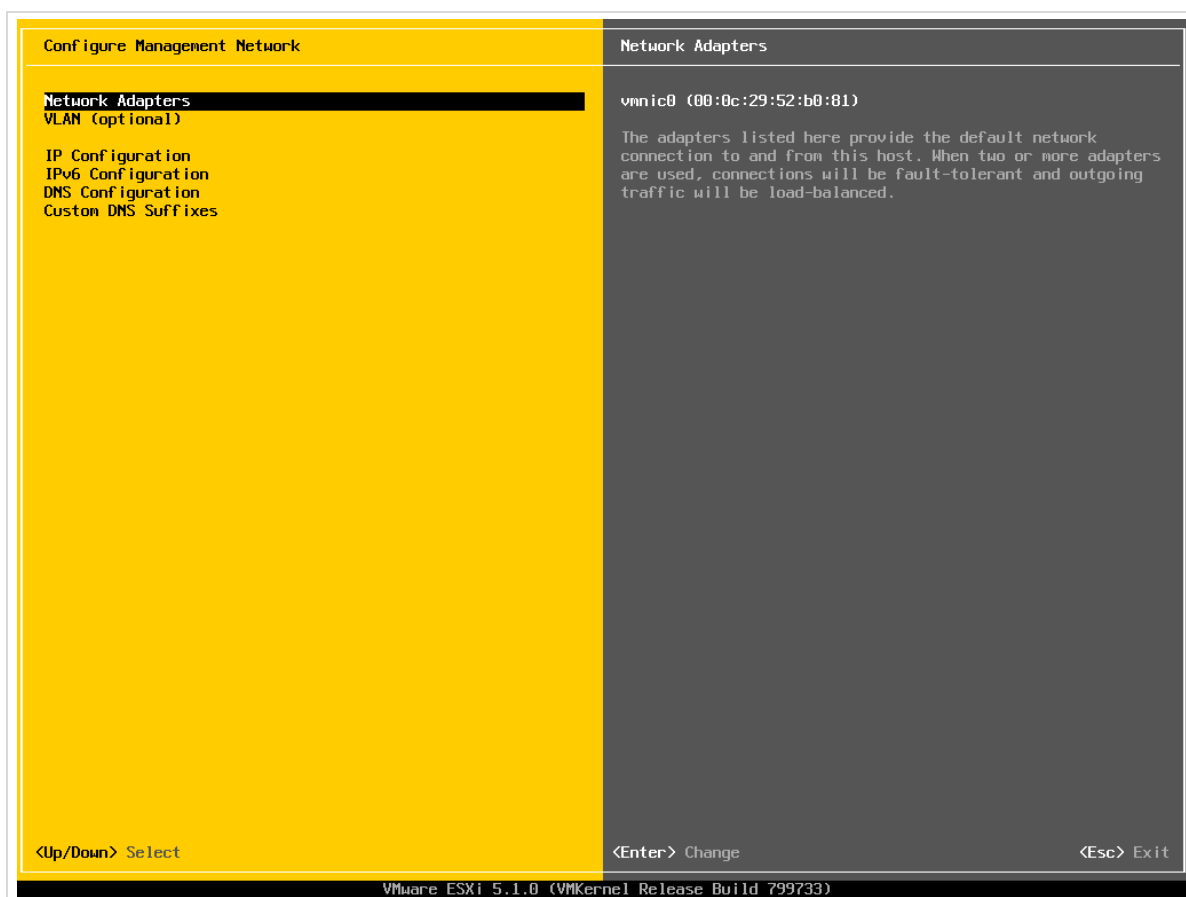 Configure Management Network
Network Adapters
Network Adapters
VLAN (optional)
IP Configuration
IPv6 Configuration
DNS Configuration
Custom DNS Suffixes
vmnic0 (00:0c:29:52:b0:81)
The adapters listed here provide the default network
connection to and from this host. When two or more adapters
are used, connections will be fault-tolerant and outgoing
traffic will be load-balanced.
<Up/Down> Select
<Enter> Change
<Esc> Exit
VMware ESXi 5.1.0 (VMKernel Release Build 799733)